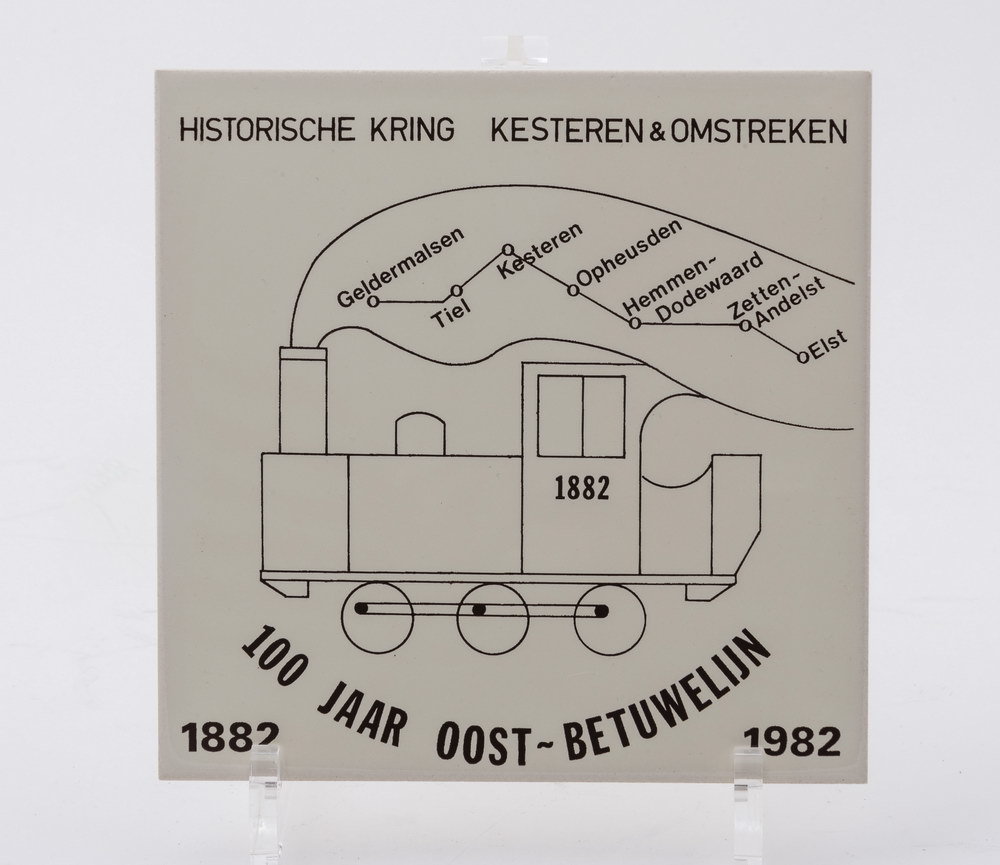 HISTORISCHE KRING KESTEREN & OMSTREKEN
Geldermalsen
Tiel
Kesteren
Opheusden
Hemmen~
Dodewaard
Zetten~
Andelst
Elst
1882
100 JAAR OOST~BETUWELIJN
1882
1982